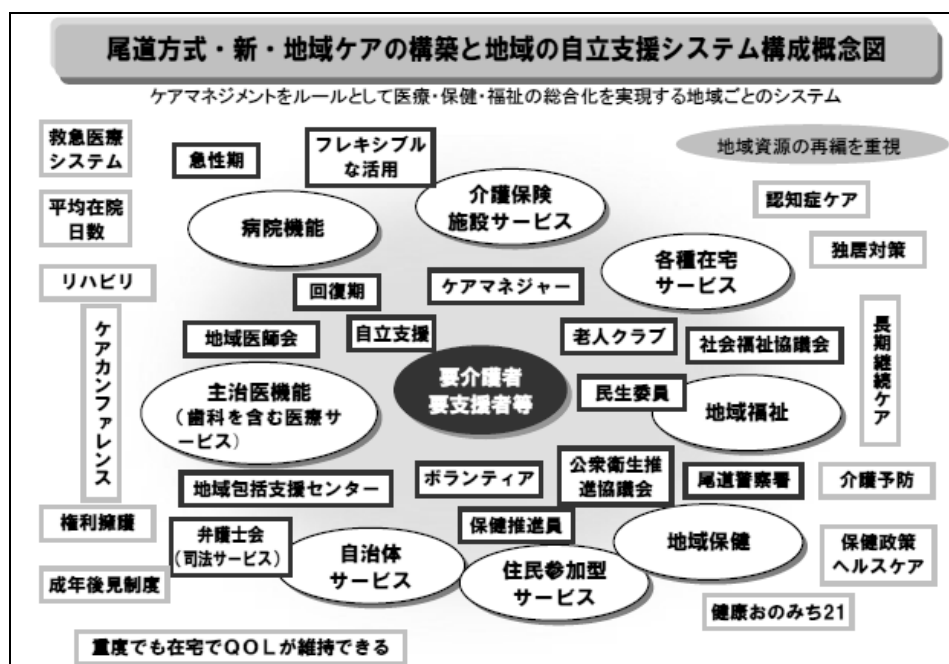 尾道方式・新・地域ケアの構築と地域の自立支援システム構成概念図
ケアマネジメントをルールとして医療・保健・福祉の総合化を実現する地域ごとのシステム
救急医療
システム
急性期
フレキシブル
な活用
地域資源の再編を重視
平均在院
日数
病院機能
介護保険
施設サービス
認知症ケア
リハビリ
回復期
ケアマネジャー
各種在宅
サービス
独居対策
ケアカンファレンス
地域医師会
自立支援
老人クラブ
社会福祉協議会
長期継続ケア
主治医機能
(歯科を含む医療サ
ービス)
要介護者
要支援者等
民生委員
地域福祉
地域包括支援センター
ボランティア
公衆衛生推
進協議会
尾道警察署
介護予防
権利擁護
弁護士会
(司法サービス)
保健推進員
地域保健
保健政策
ヘルスケア
成年後見制度
自治体
サービス
住民参加型
サービス
健康おのみち21
重度でも在宅でQOLが維持できる